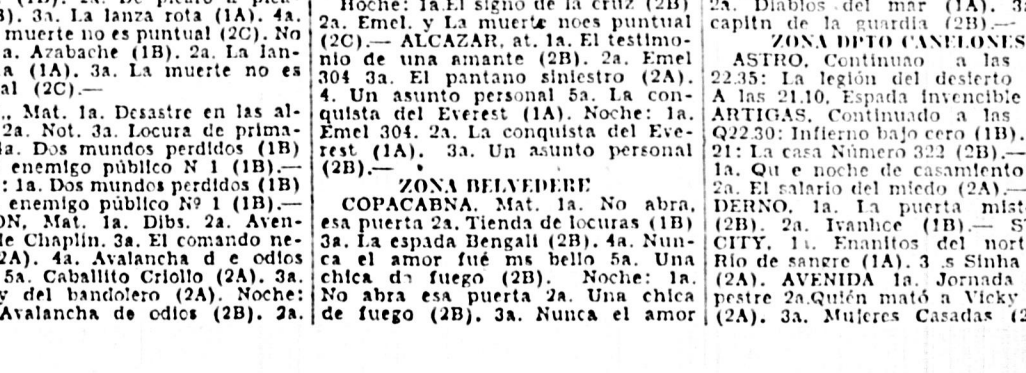 B). 3a. La lanza rota (1A). 4a.
muerte no es puntual (2C). No
a. Azabache (1B). 2a. La lan-
a (1A). 3a. La muerte no es
al (2C).—
., Mat. 1a. Desastre en las al-
2a. Not. 3a. Locura de prima-
4a. Dos mundos perdidos (1B)
enemigo público N 1 (1B).—
: 1a. Dos mundos perdidos (1B)
enemigo público Nº 1 (1B).—
ON, Mat. 1a. Dibs. 2a. Aven-
de Chaplin. 3a. El comando ne-
2A). 4a. Avalancha d e odios
5a. Caballito Criollo (2A). 3a.
y del bandolero (2A). Noche:
Avalancha de odios (2B). 2a.
Noche: 1a.El signo de la cruz (2B)
2a. Emel. y La muerte noes puntual
(2C).— ALCAZAR, at. 1a. El testimo-
nio de una amante (2B). 2a. Emel
304 3a. El pantano siniestro (2A).
4. Un asunto personal 5a. La con-
quista del Everest (1A). Noche: 1a.
Emel 304. 2a. La conquista del Eve-
rest (1A). 3a. Un asunto personal
(2B).—
ZONA BELVEDERE
COPACABNA. Mat. 1a. No abra,
esa puerta 2a. Tienda de locuras (1B)
3a. La espada Bengali (2B). 4a. Nun-
ca el amor fué ms bello 5a. Una
chica de fuego (2B). Noche: 1a.
No abra esa puerta 2a. Una chica
de fuego (2B). 3a. Nunca el amor
2a. Diablos del mar (1A). 3a
capitn de la guardia (2B).—
ZONA DPTO CANELONES
ASTRO. Continuao a las
22.35: La legión del desierto
A las 21.10, Espada invencible
ARTIGAS. Continuado a las
Q22.30: Infierno bajo cero (1B).
21: La casa Número 322 (2B).—
1a. Qu e noche de casamiento
2a. El salario del miedo (2A).—
DERNO, 1a. La puerta mist
(2B). 2a. Ivanhce (1B).— S
CITY. 1a. Enanitos del nort
Río de sangre (1A). 3 .s Sinha
(2A). AVENIDA 1a. Jornada
pestre 2a.Quién mató a Vicky
(2A). 3a. Mujeres Casadas (2